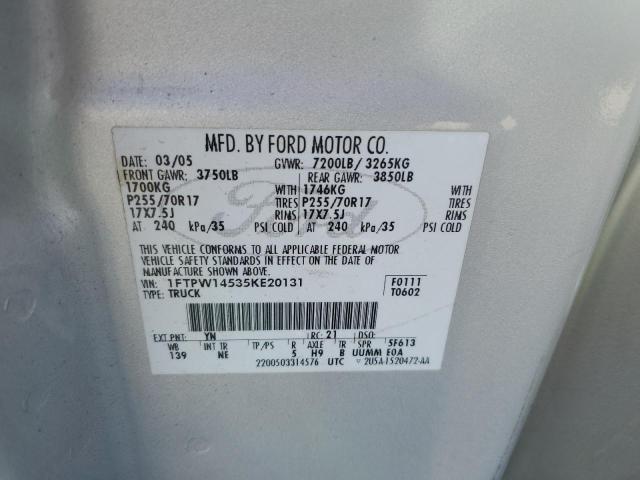 MFD. BY FORD MOTOR CO.
DATE: 03/05 GVWR: 7200LB/ 3265KG
FRONT GAWR: 3750LB REAR GAWR: 3850LB
1700KG WITH 1746KG WITH
P255/70R17 TIRES P255/70R17 TIRES
17X7.5J RIMS 17X7.5J RIMS
AT 240 kPa/35 PSI COLD AT 240 kPa/35 PSI COLD
THIS VEHICLE CONFORMS TO ALL APPLICABLE FEDERAL MOTOR
VEHICLE SAFETY STANDARDS IN EFFECT ON THE DATE OF
MANUFACTURE SHOWN ABOVE.
VIN: 1FTPW14535KE20131 F0111
TYPE: TRUCK T0602
EXT PNT: YN RC: 21
WB INT TR TP/PS R AXLE TR SPR 5F613
139 NE 5 H9 B UUMM E0A
2200503314576 UTC
Ford